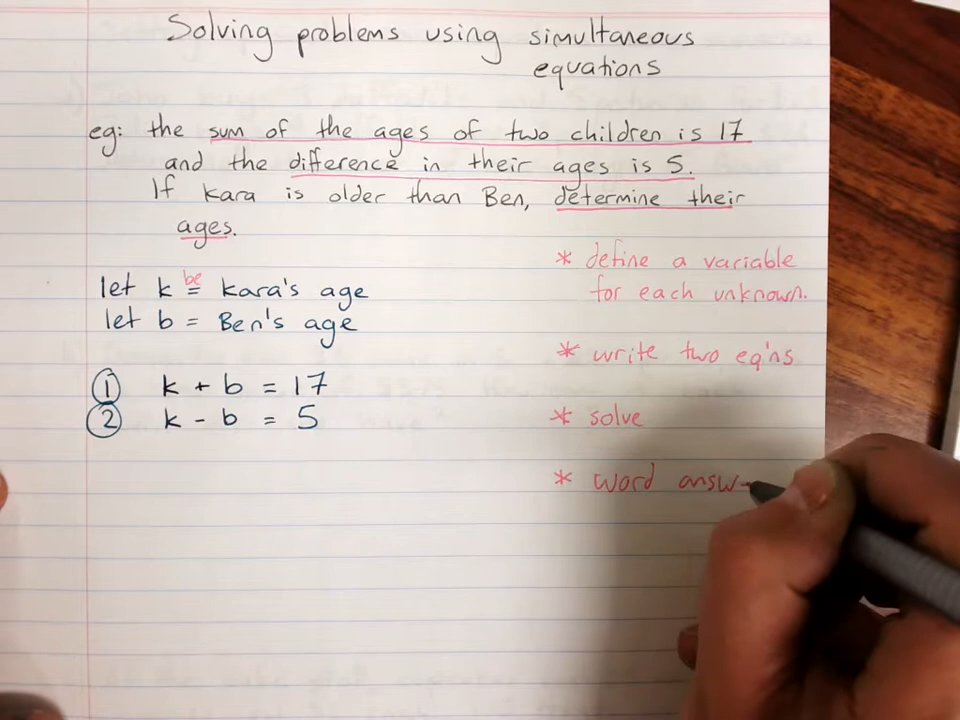 Solving problems using simultaneous
equations
eg: the sum of the ages of two children is 17
and the difference in their ages is 5.
If kara is older than Ben, determine their
ages.
* define a variable
for each unknown.
be
let k = kara's age
let b = Ben's age
* write two eq'ns
① k + b = 17
② k - b = 5
* solve
* word answ